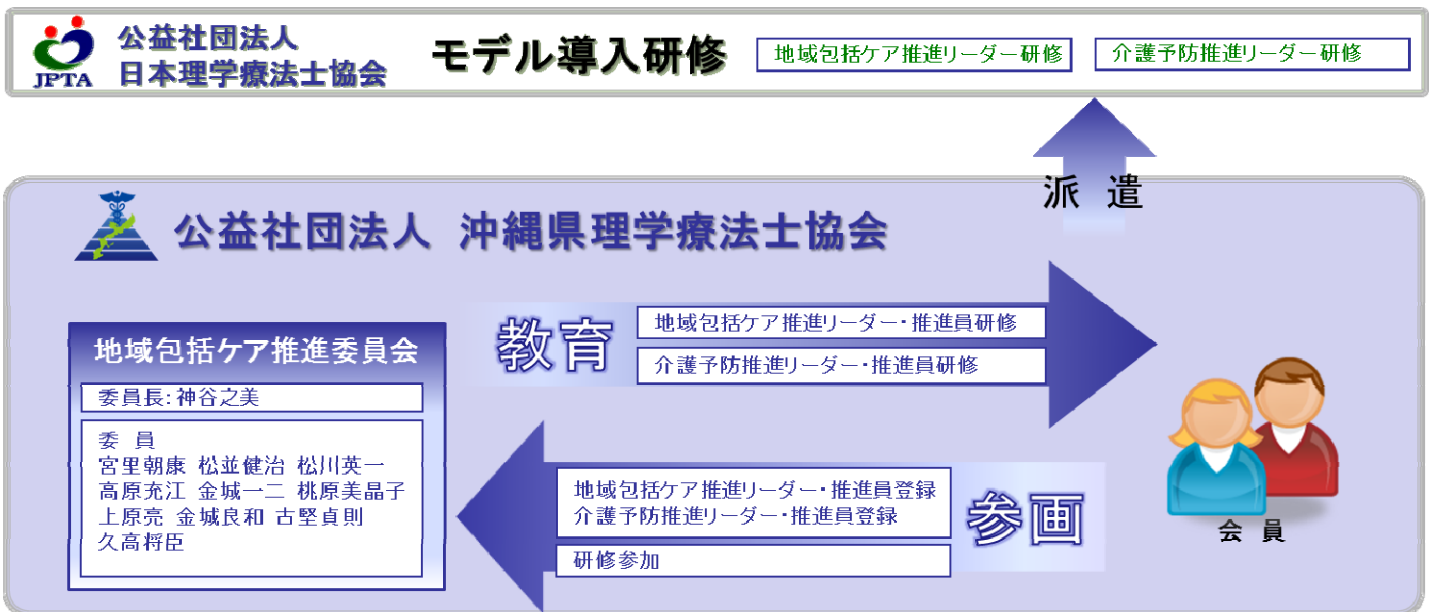 JPTA
公益社団法人
日本理学療法士協会
モデル導入研修
地域包括ケア推進リーダー研修
介護予防推進リーダー研修
派 遣
公益社団法人 沖縄県理学療法士協会
地域包括ケア推進委員会
委員長:神谷之美
委 員
宮里朝康 松並健治 松川英一
高原充江 金城一二 桃原美晶子
上原亮 金城良和 古堅貞則
久高将臣
教育
地域包括ケア推進リーダー・推進員研修
介護予防推進リーダー・推進員研修
地域包括ケア推進リーダー・推進員登録
介護予防推進リーダー・推進員登録
研修参加
参画
会 員